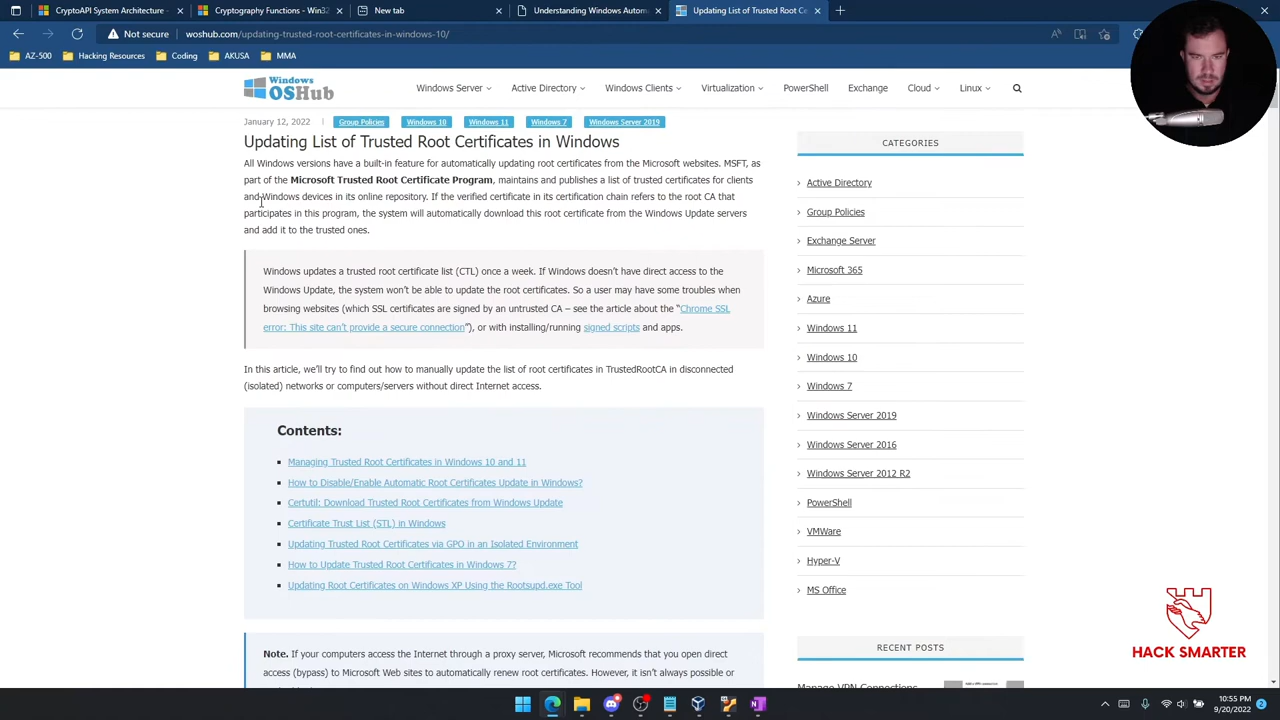 CryptoAPI System Architecture
Microsoft Trusted Root Certificat
Understanding and Managing th
Understanding Auto-Enrollment
Updating List of Trusted Root Ce
Not secure
woshub.com/updating-trusted-root-certificates-in-windows-10/
AZ-500
Hacking Resources
Coding
AKUSA
MMA
Windows
OSHub
Windows Server
Active Directory
Windows Clients
Virtualization
PowerShell
Exchange
Cloud
Linux
January 12, 2022
Group Policies
Windows 10
Windows 11
Windows 7
Windows Server 2019
Updating List of Trusted Root Certificates in Windows
All Windows versions have a built-in feature for automatically updating root certificates from the Microsoft websites. MSFT, as
part of the Microsoft Trusted Root Certificate Program, maintains and publishes a list of trusted certificates for clients
and Windows devices in its online repository. If the verified certificate in its certification chain refers to the root CA that
participates in this program, the system will automatically download this root certificate from the Windows Update servers
and add it to the trusted ones.
Windows updates a trusted root certificate list (CTL) once a week. If Windows doesn't have direct access to the
Windows Update, the system won't be able to update the root certificates. So a user may have some troubles when
browsing websites (which SSL certificates are signed by an untrusted CA – see the article about the "Chrome SSL
error: This site can't provide a secure connection"), or with installing/running signed scripts and apps.
In this article, we'll try to find out how to manually update the list of root certificates in TrustedRootCA in disconnected
(isolated) networks or computers/servers without direct Internet access.
Contents:
Managing Trusted Root Certificates in Windows 10 and 11
How to Disable/Enable Automatic Root Certificates Update in Windows?
Certutil: Download Trusted Root Certificates from Windows Update
Certificate Trust List (STL) in Windows
Updating Trusted Root Certificates via GPO in an Isolated Environment
How to Update Trusted Root Certificates in Windows 7?
Updating Root Certificates on Windows XP Using the Rootsupd.exe Tool
Note. If your computers access the Internet through a proxy server, Microsoft recommends that you open direct
access (bypass) to Microsoft Web sites to automatically renew root certificates. However, it isn't always possible or
CATEGORIES
Active Directory
Group Policies
Exchange Server
Microsoft 365
Azure
Windows 11
Windows 10
Windows 7
Windows Server 2019
Windows Server 2016
Windows Server 2012 R2
PowerShell
VMWare
Hyper-V
MS Office
RECENT POSTS
Manage VPN Connections
HACK SMARTER
10:55 PM
9/20/2022
2